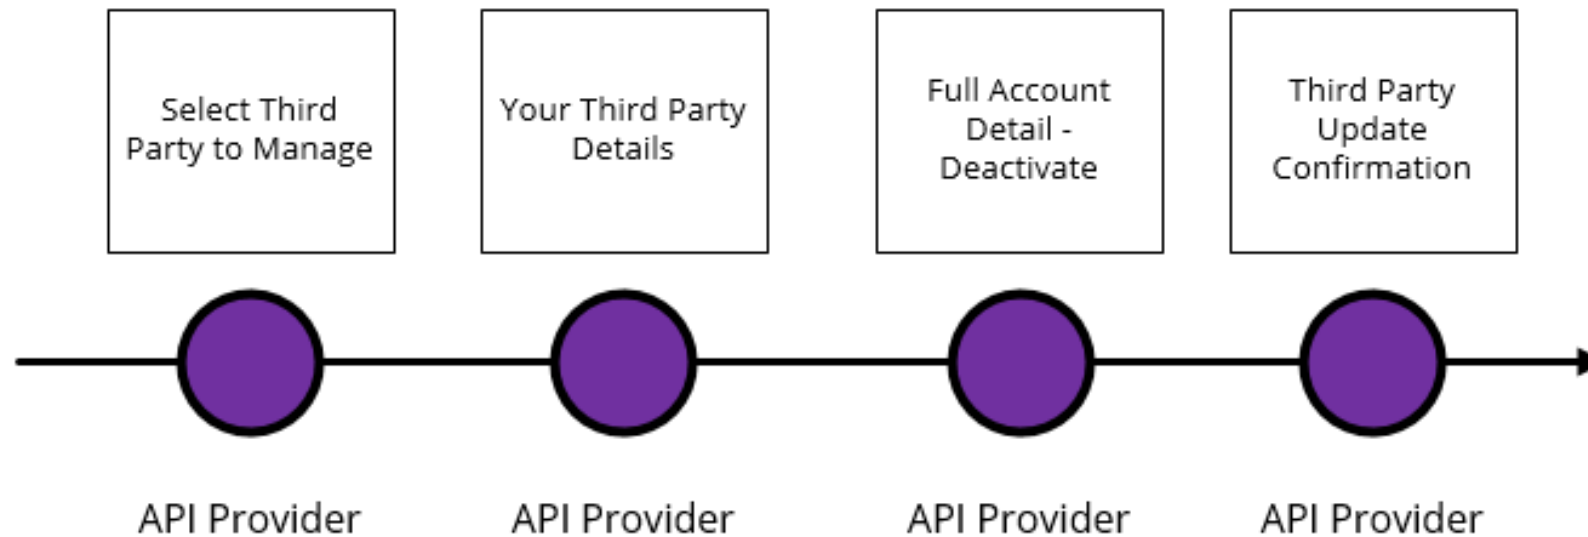 Select Third
Party to Manage
Your Third Party
Details
Full Account
Detail -
Deactivate
Third Party
Update
Confirmation
API Provider
API Provider
API Provider
API Provider